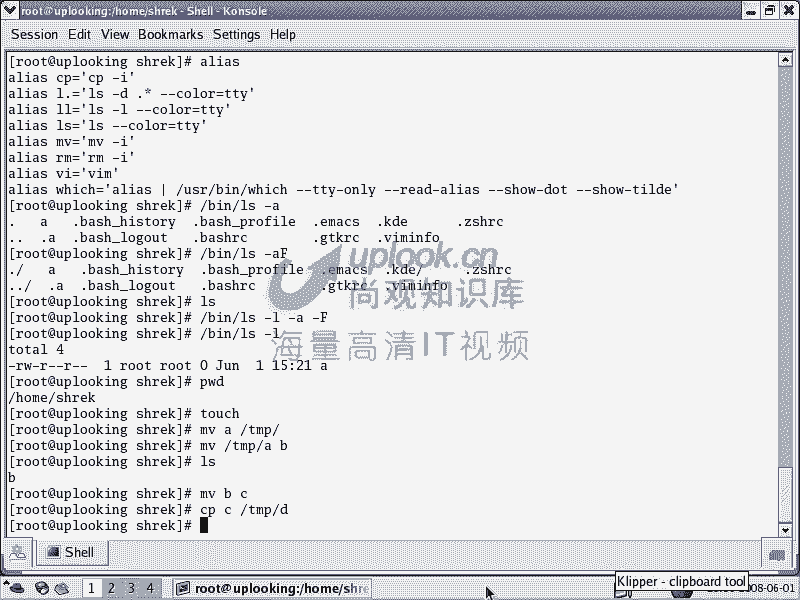 root@uplooking:/home/shrek - Shell - Konsole
Session Edit View Bookmarks Settings Help
[root@uplooking shrek]# alias
alias cp='cp -i'
alias l.='ls -d .* --color=tty'
alias ll='ls -l --color=tty'
alias ls='ls --color=tty'
alias mv='mv -i'
alias rm='rm -i'
alias vi='vim'
alias which='alias | /usr/bin/which --tty-only --read-alias --show-dot --show-tilde'
[root@uplooking shrek]# /bin/ls -a
. a .bash_history .bash_profile .emacs .kde .zshrc
.. .a .bash_logout .bashrc .gtkrc .viminfo
[root@uplooking shrek]# /bin/ls -aF
./ a .bash_history .bash_profile .emacs .kde/ .zshrc
../ .a .bash_logout .bashrc .gtkrc .viminfo
[root@uplooking shrek]# ls
[root@uplooking shrek]# /bin/ls -l -a -F
[root@uplooking shrek]# /bin/ls -l
total 4
-rw-r--r-- 1 root root 0 Jun 1 15:21 a
[root@uplooking shrek]# pwd
/home/shrek
[root@uplooking shrek]# touch
[root@uplooking shrek]# mv a /tmp/
[root@uplooking shrek]# mv /tmp/a b
[root@uplooking shrek]# ls
b
[root@uplooking shrek]# mv b c
[root@uplooking shrek]# cp c /tmp/d
[root@uplooking shrek]#
uplook.cn
尚观知识库
海量高清IT视频
Shell
1 2 3 4
root@uplooking:/home/shre
Klipper - clipboard tool
008-06-01